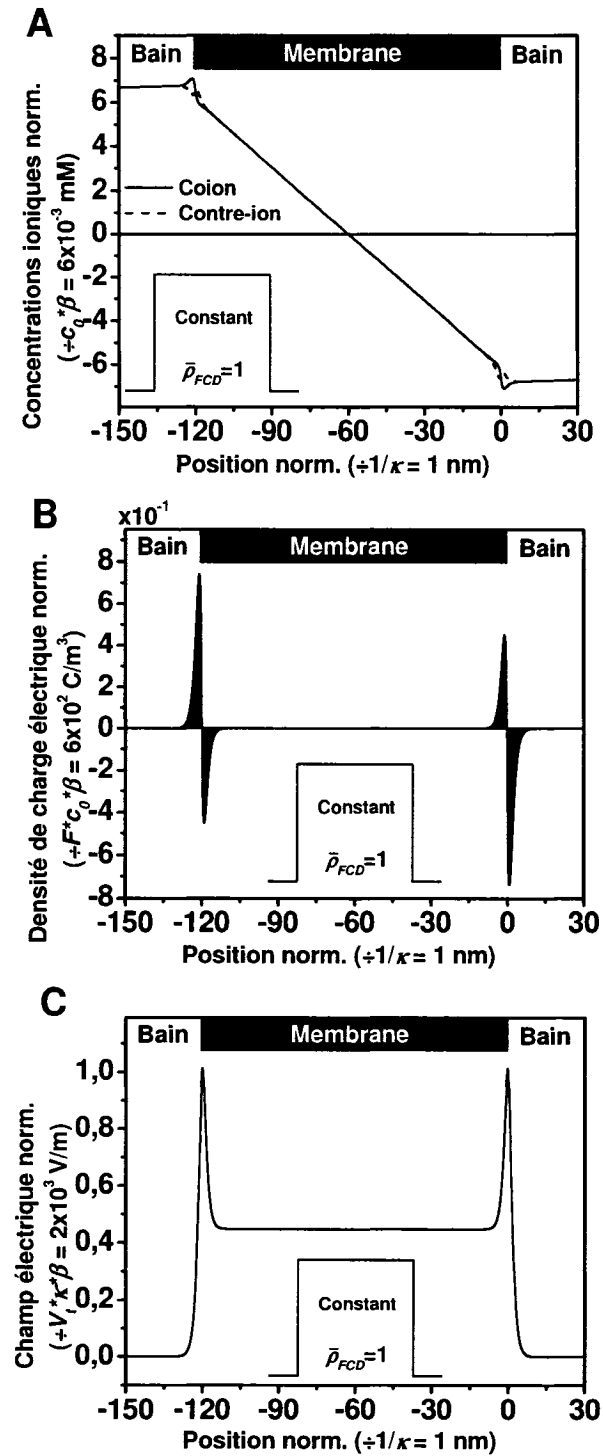 A
Bain Membrane Bain
Concentrations ioniques norm.
(÷c₀*β = 6x10⁻³ mM)
8
6
4
2
0
-2
-4
-6
Coion
Contre-ion
Constant
ρ̄_FCD=1
-150 -120 -90 -60 -30 0 30
Position norm. (÷1/κ = 1 nm)
B
x10⁻¹
Bain Membrane Bain
Densité de charge électrique norm.
(÷F*c₀*β = 6x10² C/m³)
8
6
4
2
0
-2
-4
-6
-8
Constant
ρ̄_FCD=1
-150 -120 -90 -60 -30 0 30
Position norm. (÷1/κ = 1 nm)
C
Bain Membrane Bain
Champ électrique norm.
(÷Vₜ*κ*β = 2x10³ V/m)
1,0
0,8
0,6
0,4
0,2
0,0
Constant
ρ̄_FCD=1
-150 -120 -90 -60 -30 0 30
Position norm. (÷1/κ = 1 nm)